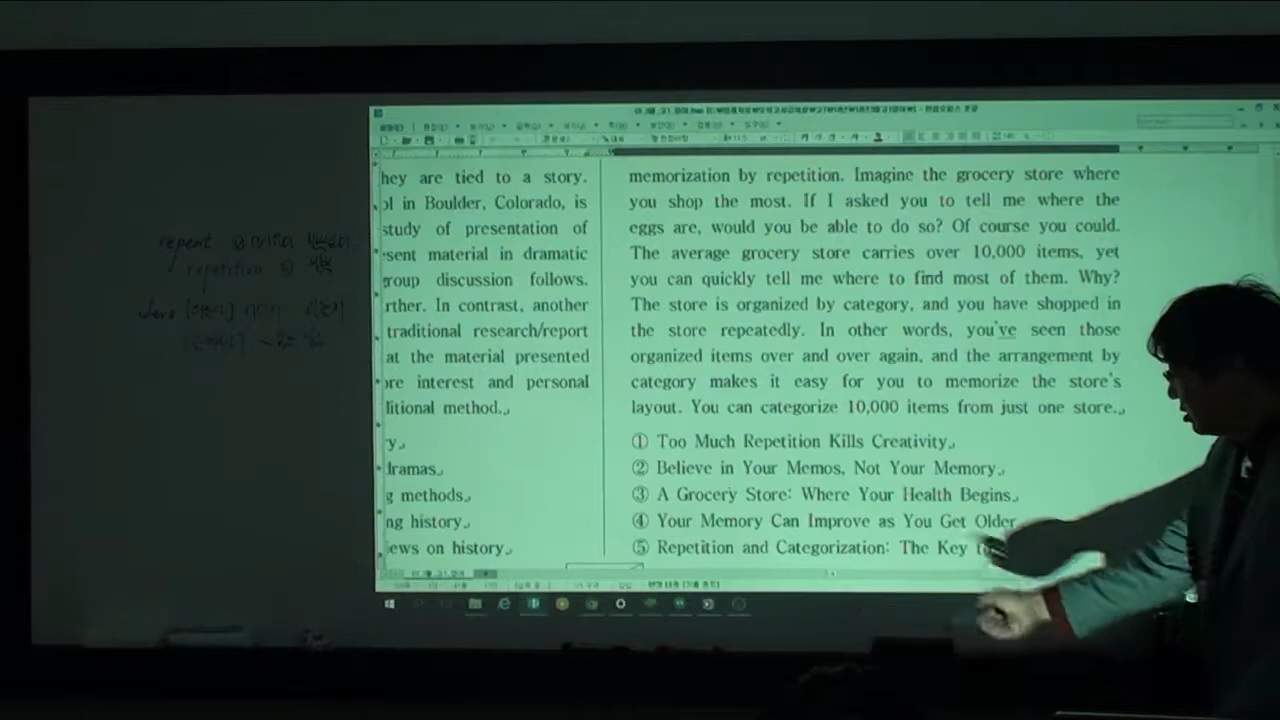 repeat
repetition
hey are tied to a story.
ol in Boulder, Colorado, is
study of presentation of
sent material in dramatic
group discussion follows.
rther. In contrast, another
traditional research/report
at the material presented
ore interest and personal
litional method.
y.
dramas.
g methods.
ng history.
ews on history.
memorization by repetition. Imagine the grocery store where
you shop the most. If I asked you to tell me where the
eggs are, would you be able to do so? Of course you could.
The average grocery store carries over 10,000 items, yet
you can quickly tell me where to find most of them. Why?
The store is organized by category, and you have shopped in
the store repeatedly. In other words, you've seen those
organized items over and over again, and the arrangement by
category makes it easy for you to memorize the store's
layout. You can categorize 10,000 items from just one store.
① Too Much Repetition Kills Creativity
② Believe in Your Memos, Not Your Memory
③ A Grocery Store: Where Your Health Begins
④ Your Memory Can Improve as You Get Older
⑤ Repetition and Categorization: The Key t